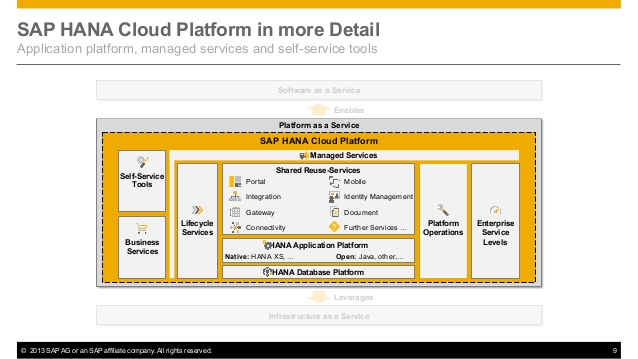 SAP HANA Cloud Platform in more Detail
Application platform, managed services and self-service tools
Software as a Service
Enables
Platform as a Service
SAP HANA Cloud Platform
Managed Services
Self-Service
Tools
Business
Services
Lifecycle
Services
Shared Reuse-Services
Portal
Mobile
Integration
Identity Management
Gateway
Document
Connectivity
Further Services ...
HANA Application Platform
Native: HANA XS, ... Open: Java, other,...
HANA Database Platform
Platform
Operations
Enterprise
Service
Levels
Leverages
Infrastructure as a Service
© 2013 SAP AG or an SAP affiliate company. All rights reserved.
9